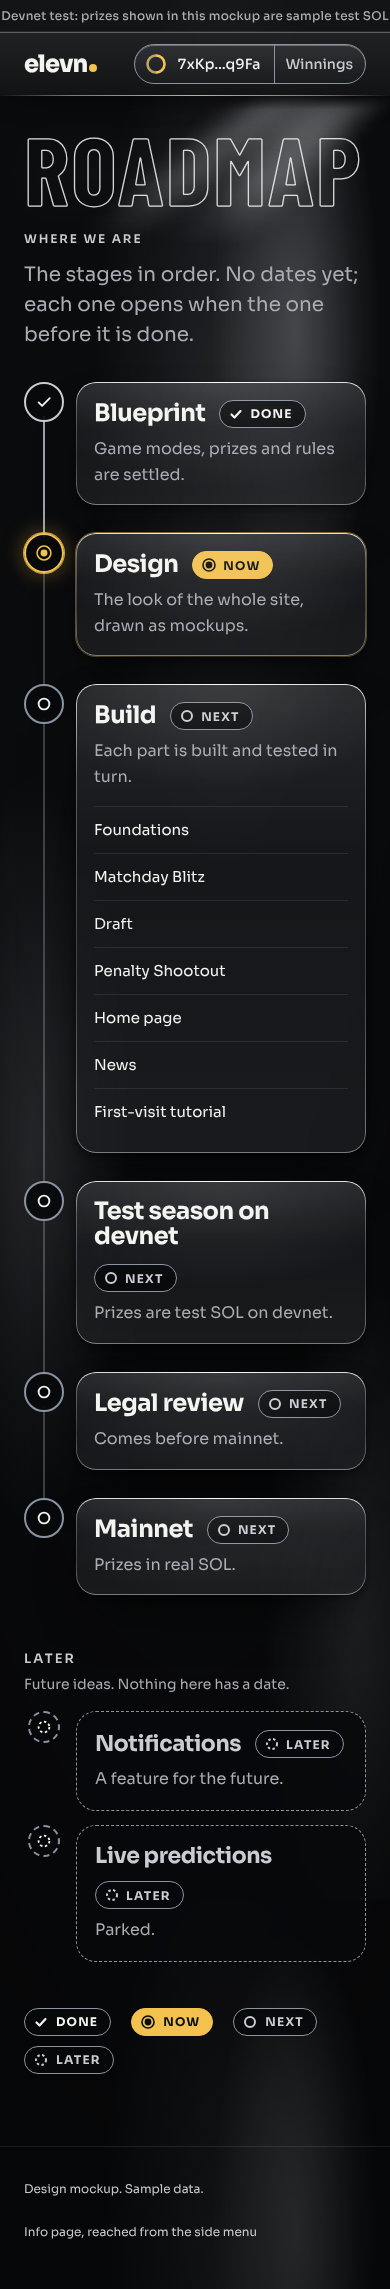 Devnet test: prizes shown in this mockup are sample test SOL
elevn.
7xKp...q9Fa
Winnings
ROADMAP
WHERE WE ARE
The stages in order. No dates yet;
each one opens when the one
before it is done.
Blueprint
DONE
Game modes, prizes and rules
are settled.
Design
NOW
The look of the whole site,
drawn as mockups.
Build
NEXT
Each part is built and tested in
turn.
Foundations
Matchday Blitz
Draft
Penalty Shootout
Home page
News
First-visit tutorial
Test season on
devnet
NEXT
Prizes are test SOL on devnet.
Legal review
NEXT
Comes before mainnet.
Mainnet
NEXT
Prizes in real SOL.
LATER
Future ideas. Nothing here has a date.
Notifications
LATER
A feature for the future.
Live predictions
LATER
Parked.
DONE
NOW
NEXT
LATER
Design mockup. Sample data.
Info page, reached from the side menu